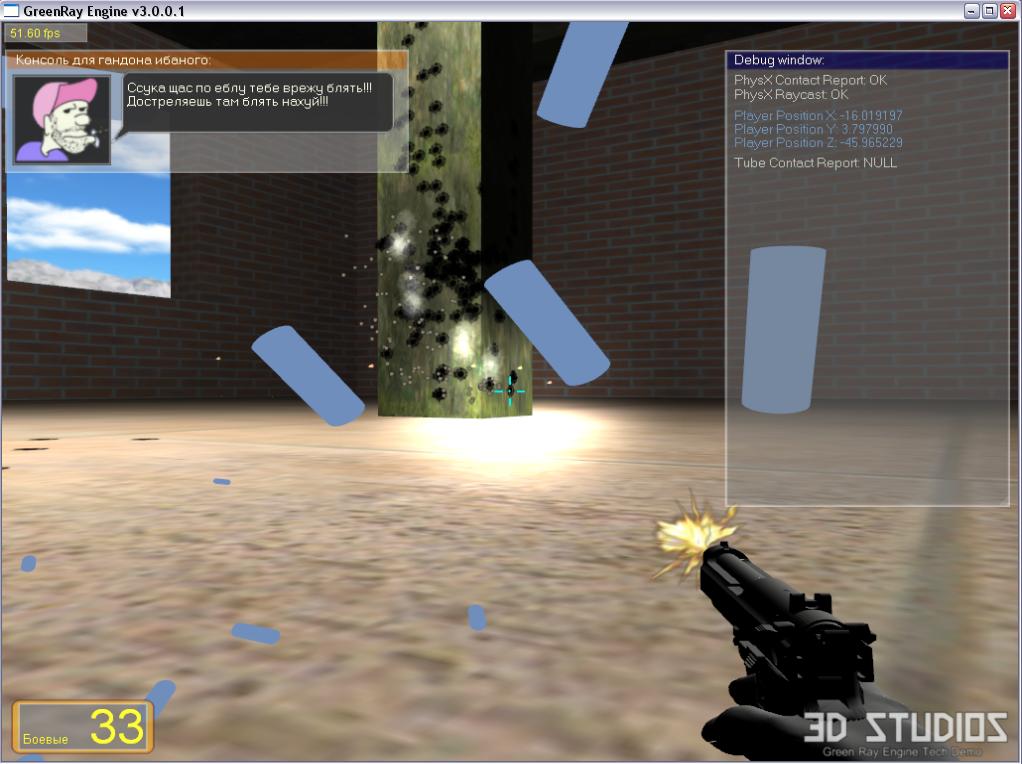 GreenRay Engine v3.0.0.1
51.60 fps
Консоль для гандона ибаного:
Ссука щас по еблу тебе врежу блять!!!
Достреляешь там блять нахуй!!!
Debug window:
PhysX Contact Report: OK
PhysX Raycast: OK
Player Position X: -16.019197
Player Position Y: 3.797990
Player Position Z: -45.965229
Tube Contact Report: NULL
Боевые 33
3D STUDIOS
Green Ray Engine Tech Demo